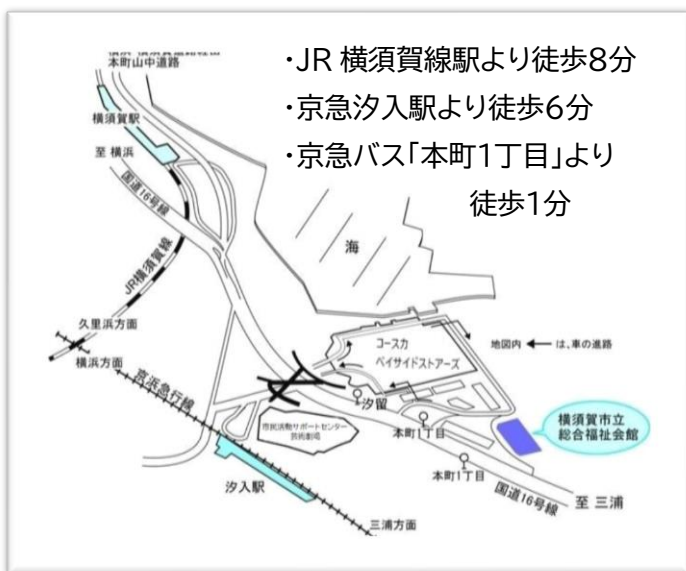 本町山中道路
・JR 横須賀線駅より徒歩8分
・京急汐入駅より徒歩6分
・京急バス「本町1丁目」より
徒歩1分
横須賀駅
至 横浜
国道16号線
JR横須賀線
海
久里浜方面
横浜方面
京浜急行線
コースカ
ベイサイドストアーズ
地図内 ← は、車の進路
汐留
本町1丁目
横須賀市立
総合福祉会館
市民活動サポートセンター
芸術劇場
本町1丁目
汐入駅
国道16号線
至 三浦
三浦方面